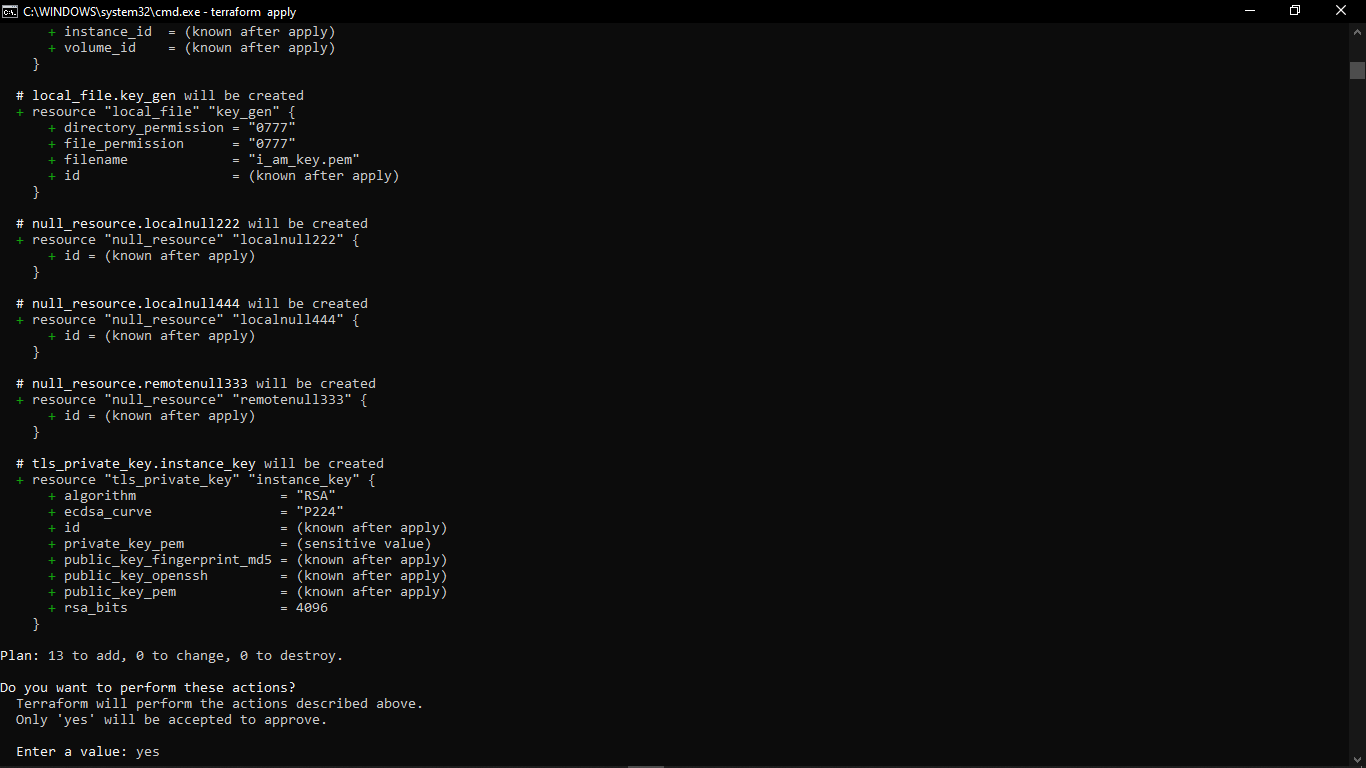 C:\WINDOWS\system32\cmd.exe - terraform  apply
+ instance_id  = (known after apply)
+ volume_id    = (known after apply)
}
# local_file.key_gen will be created
+ resource "local_file" "key_gen" {
+ directory_permission = "0777"
+ file_permission      = "0777"
+ filename             = "i_am_key.pem"
+ id                   = (known after apply)
}
# null_resource.localnull222 will be created
+ resource "null_resource" "localnull222" {
+ id = (known after apply)
}
# null_resource.localnull444 will be created
+ resource "null_resource" "localnull444" {
+ id = (known after apply)
}
# null_resource.remotenull333 will be created
+ resource "null_resource" "remotenull333" {
+ id = (known after apply)
}
# tls_private_key.instance_key will be created
+ resource "tls_private_key" "instance_key" {
+ algorithm                  = "RSA"
+ ecdsa_curve                = "P224"
+ id                         = (known after apply)
+ private_key_pem            = (sensitive value)
+ public_key_fingerprint_md5 = (known after apply)
+ public_key_openssh         = (known after apply)
+ public_key_pem             = (known after apply)
+ rsa_bits                   = 4096
}
Plan: 13 to add, 0 to change, 0 to destroy.
Do you want to perform these actions?
Terraform will perform the actions described above.
Only 'yes' will be accepted to approve.
Enter a value: yes